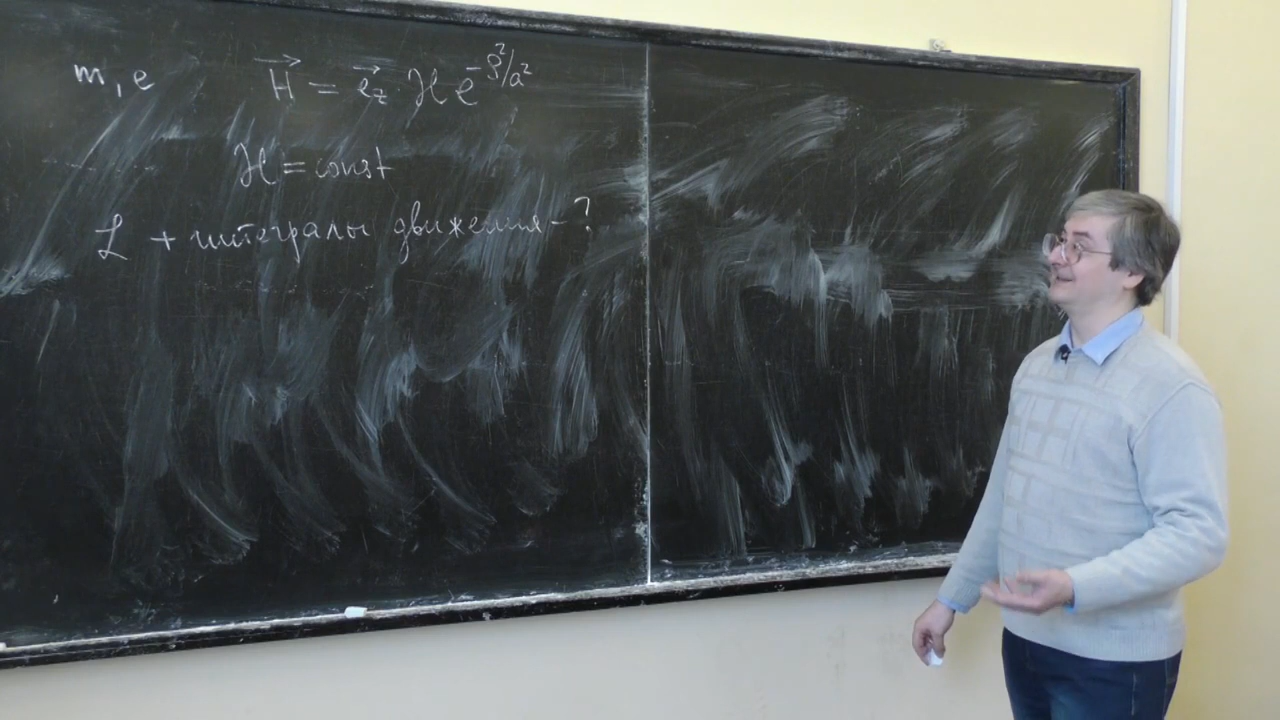 m, e H⃗ = e⃗_z ℋ e^{-ρ²/a²}
ℋ = const
ℒ + интегралы движения - ?